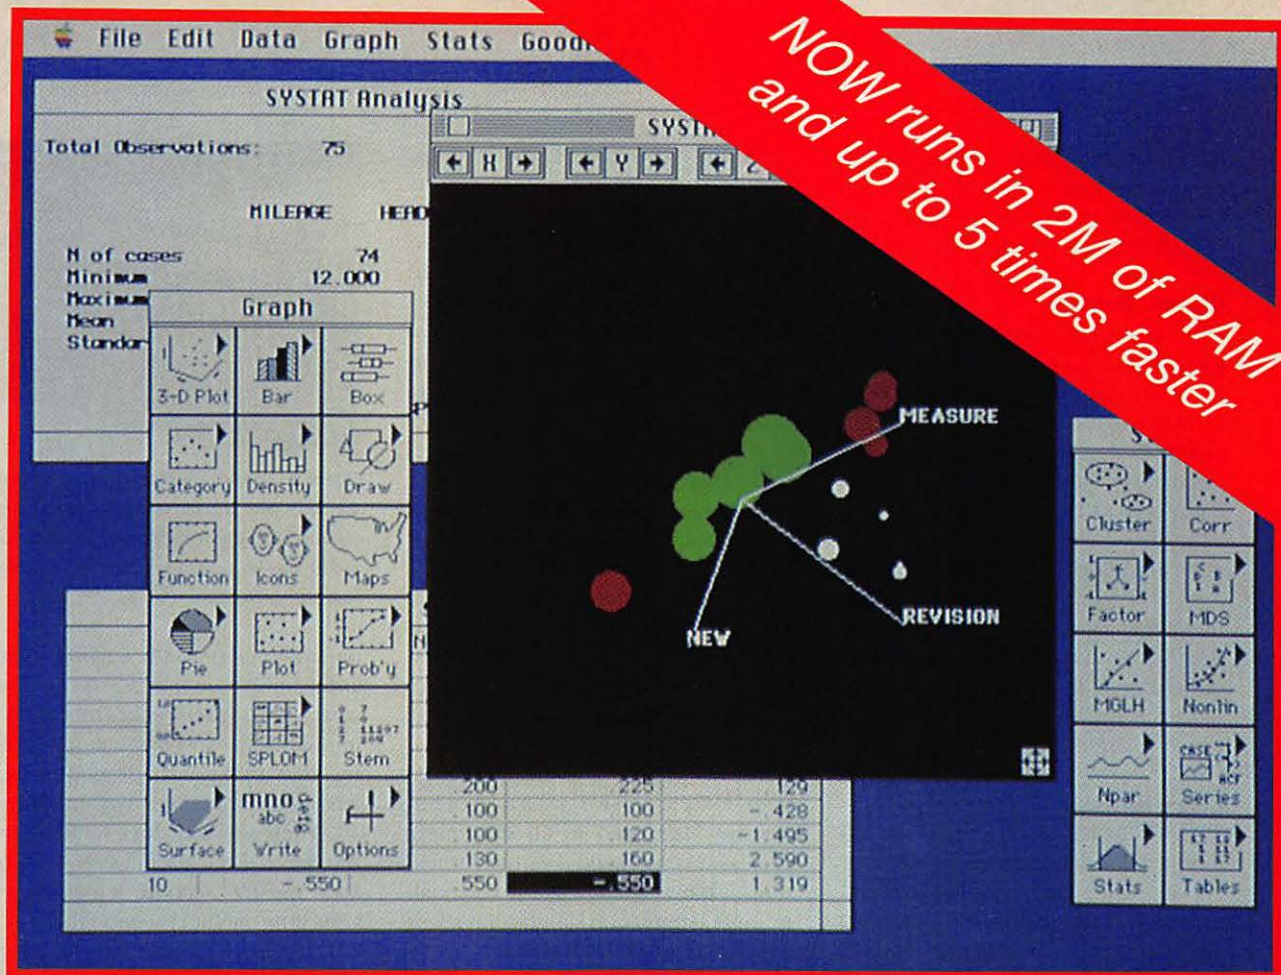 File Edit Data Graph Stats
NOW runs in 2M of RAM
and up to 5 times faster
SYSTAT Analysis
Total Observations: 75
MILEAGE
N of cases 74
Minimum 12.000
Mean
X Y Z
MEASURE
REVISION
NEW
Graph
3-D Plot Bar Box
Category Density Draw
Function Icons Maps
Pie Plot Prob'y
Quantile SPLOM Stem
Surface Write Options
mno
abc
Cluster Corr
Factor MDS
MGLH Nonlin
Npar Series
Stats Tables
.200 .225 .129
.100 .100 -.428
.100 .120 -1.495
.130 .160 2.590
10 -.550 .550 -.550 1.319